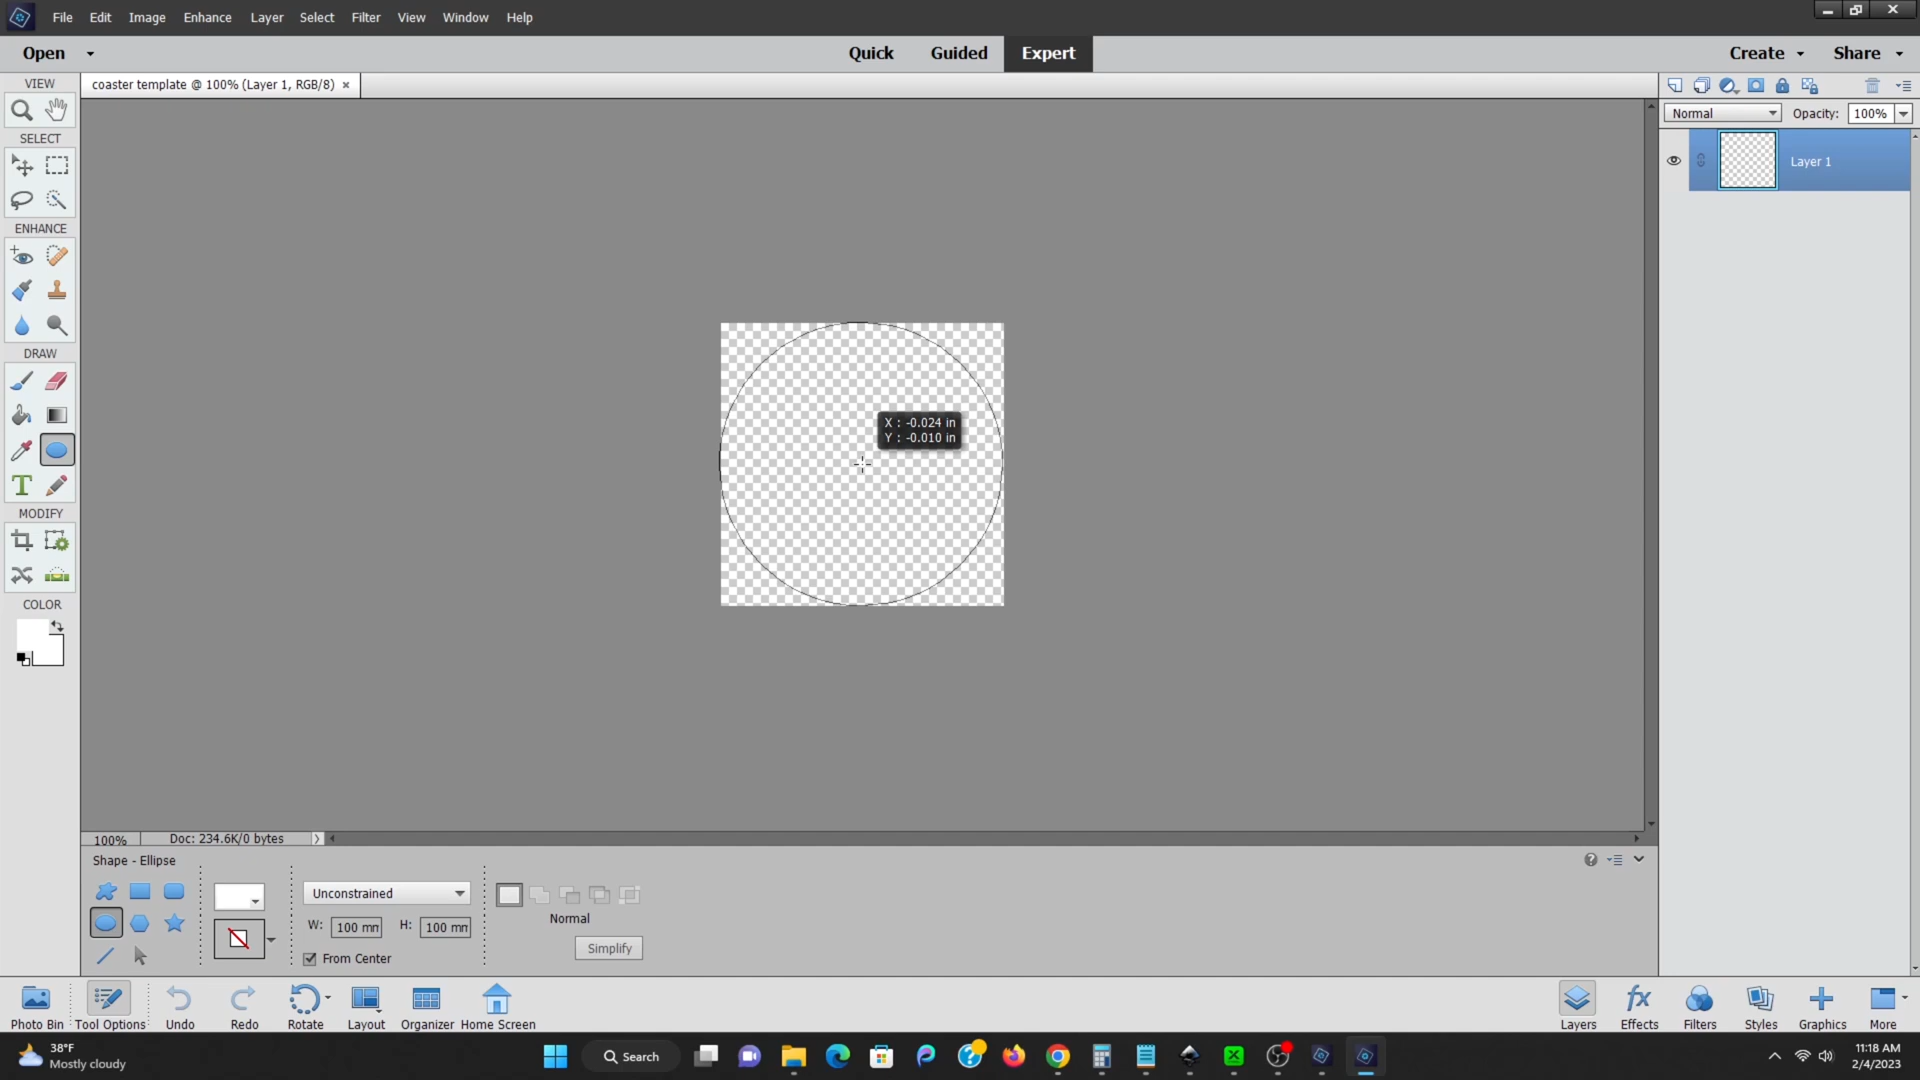 File Edit Image Enhance Layer Select Filter View Window Help
Open Quick Guided Expert Create Share
VIEW
coaster template @ 100% (Layer 1, RGB/8) ×
Normal Opacity: 100%
SELECT
Layer 1
ENHANCE
DRAW
X : -0.024 in
Y : -0.010 in
MODIFY
COLOR
100% Doc: 234.6K/0 bytes
Shape - Ellipse
Unconstrained
W: 100 mm H: 100 mm
Normal
From Center
Simplify
Photo Bin Tool Options Undo Redo Rotate Layout Organizer Home Screen Layers Effects Filters Styles Graphics More
38°F
Mostly cloudy
Search
11:18 AM
2/4/2023